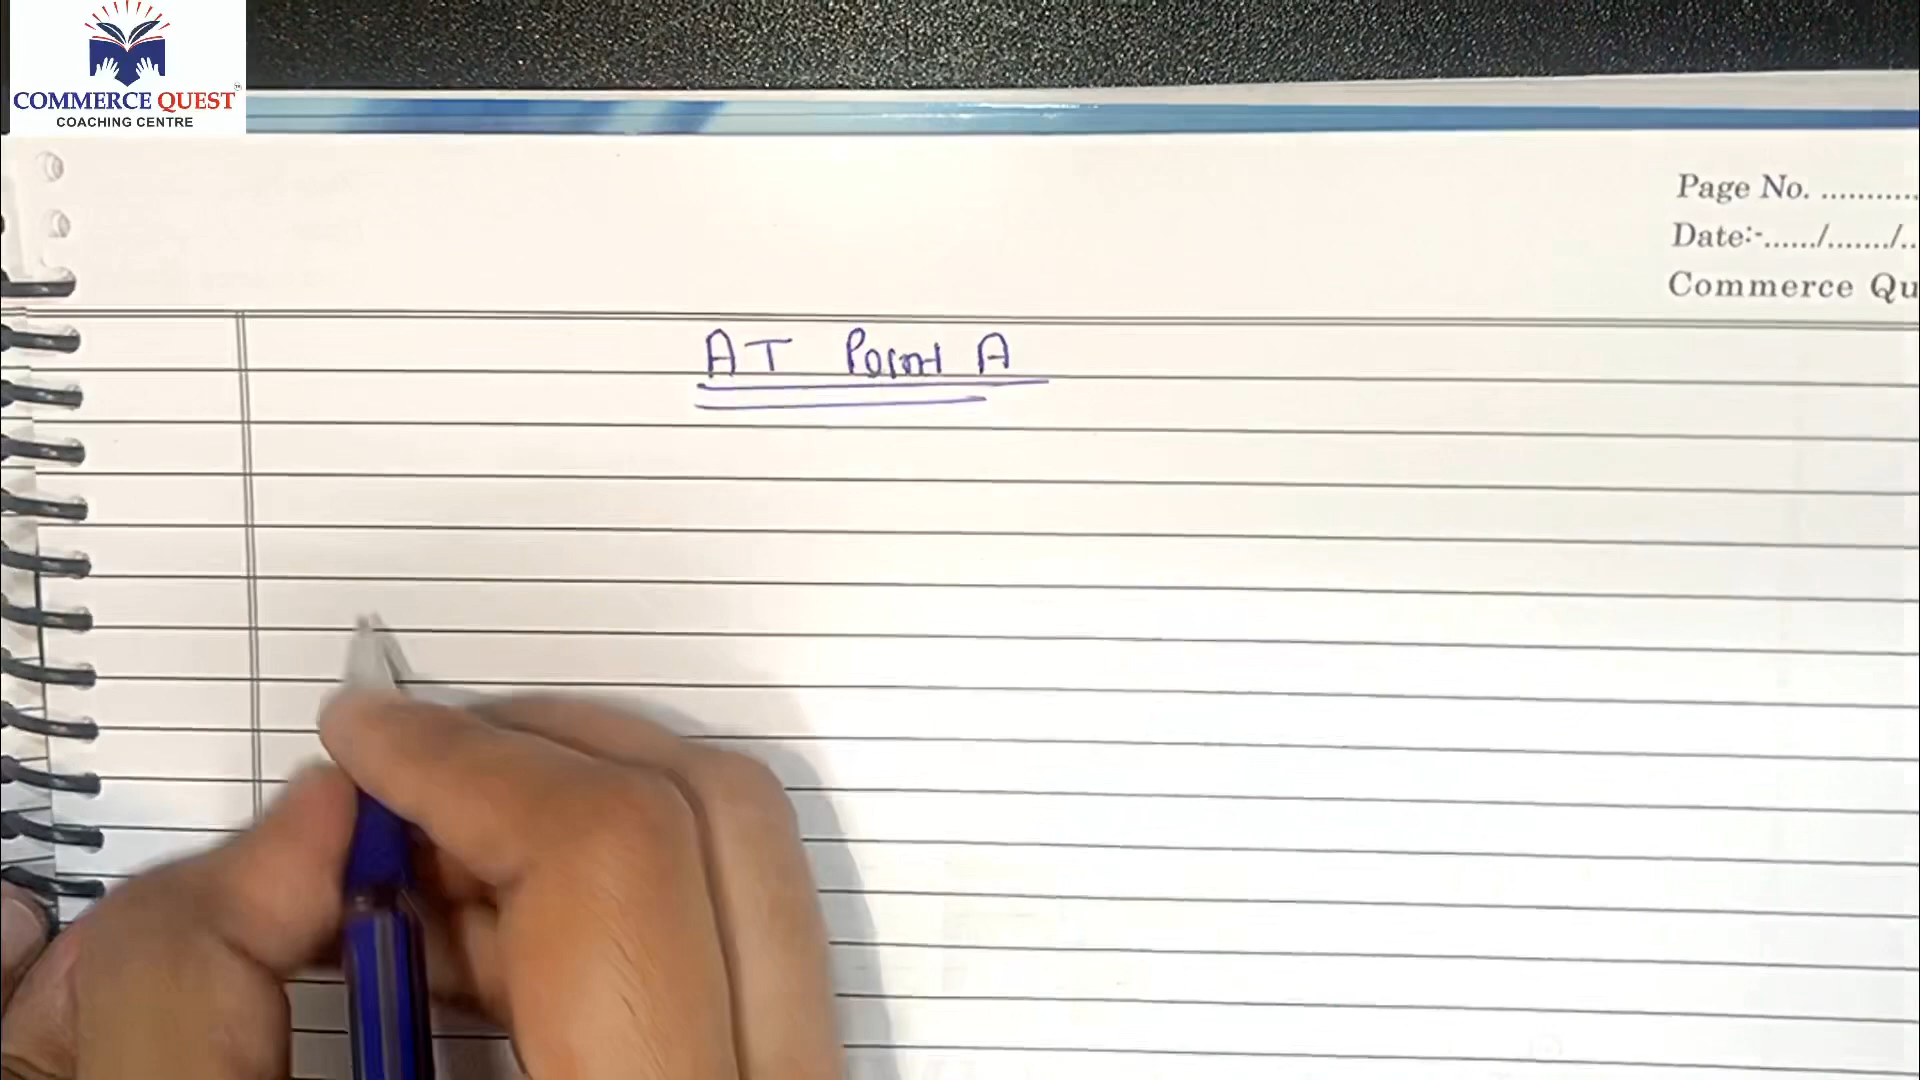 COMMERCE QUEST
COACHING CENTRE
Page No. ...........
Date:-....../......./..
Commerce Qu
AT Point A